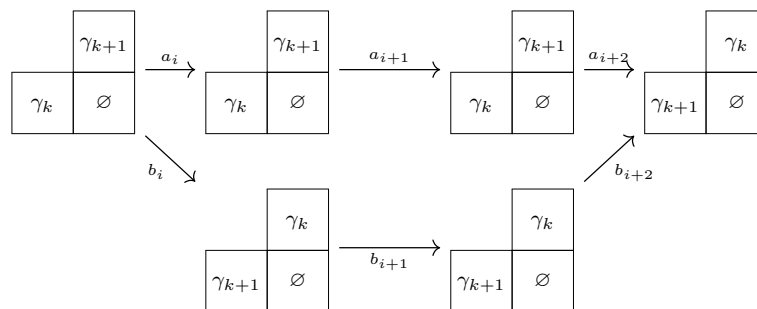 γ_{k+1} γ_{k+1} γ_{k+1} γ_k
a_i a_{i+1} a_{i+2}
γ_k ∅ γ_k ∅ γ_k ∅ γ_{k+1} ∅
b_i b_{i+2}
γ_k γ_k
b_{i+1}
γ_{k+1} ∅ γ_{k+1} ∅